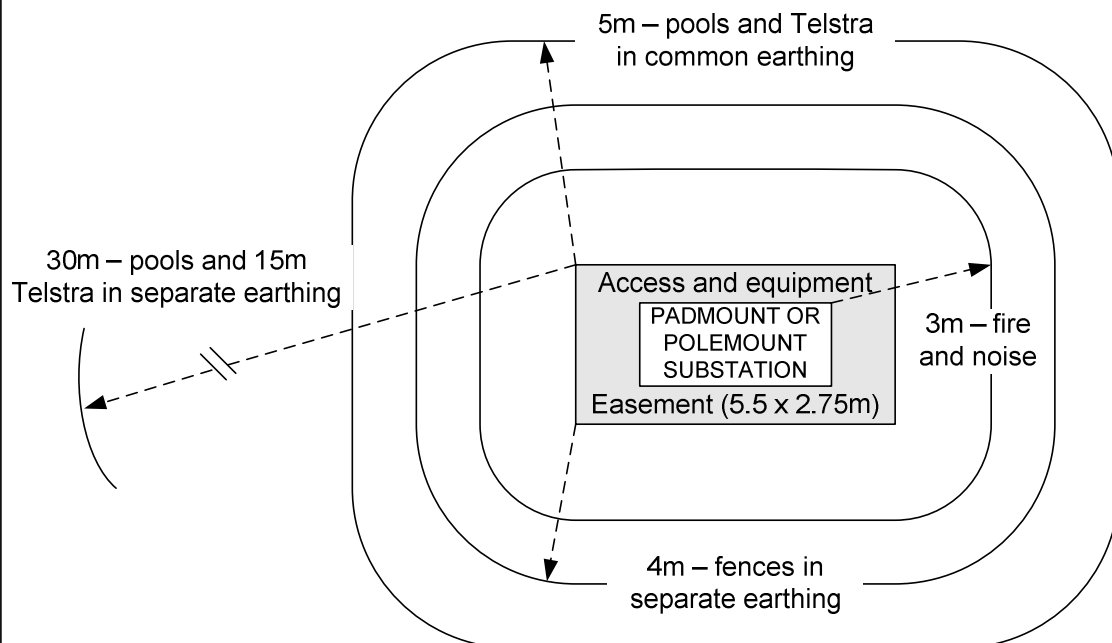 5m – pools and Telstra
in common earthing
30m – pools and 15m
Telstra in separate earthing
Access and equipment
PADMOUNT OR
POLEMOUNT
SUBSTATION
Easement (5.5 x 2.75m)
3m – fire
and noise
4m – fences in
separate earthing